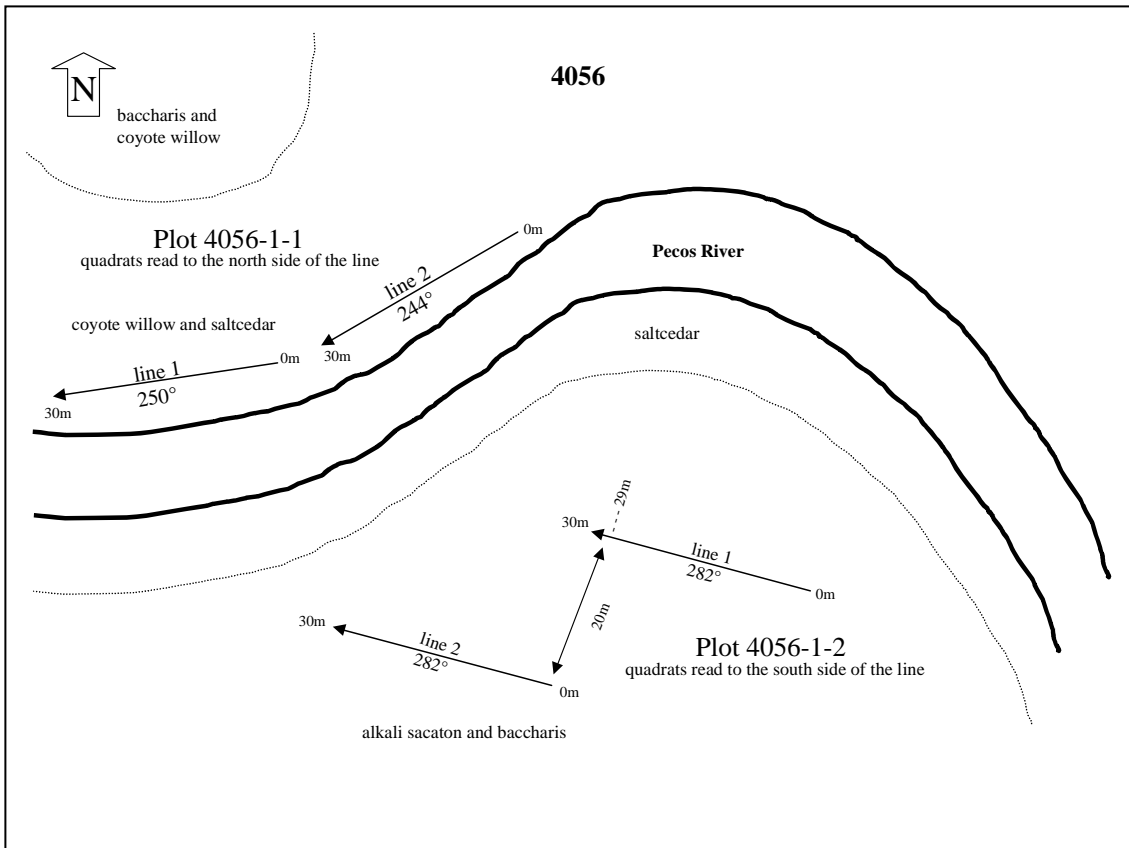 4056
N
baccharis and
coyote willow
Plot 4056-1-1
quadrats read to the north side of the line
0m
line 2
244°
30m
Pecos River
coyote willow and saltcedar
saltcedar
0m
line 1
250°
30m
29m
30m
line 1
282°
0m
20m
30m
line 2
282°
0m
Plot 4056-1-2
quadrats read to the south side of the line
alkali sacaton and baccharis